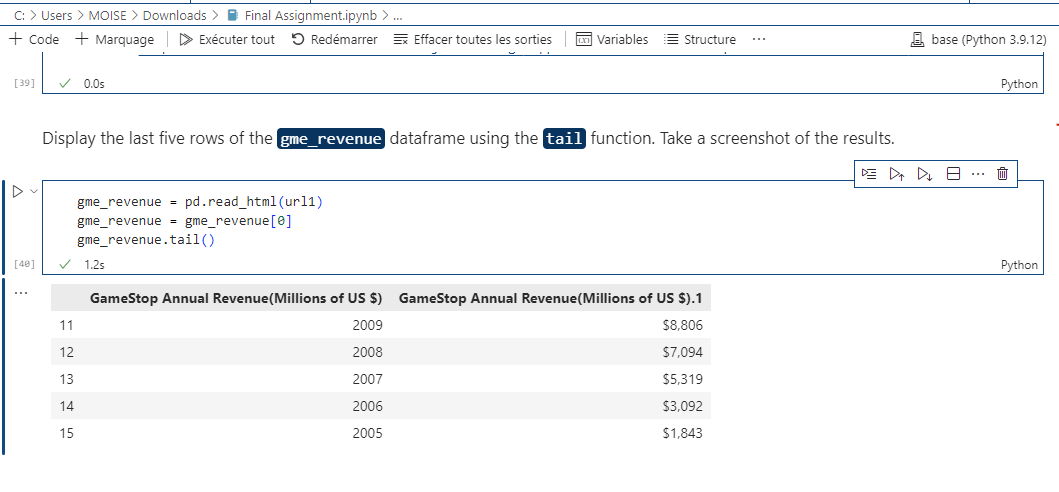 C: > Users > MOISE > Downloads > Final Assignment.ipynb > ...
+ Code + Marquage Exécuter tout Redémarrer Effacer toutes les sorties Variables Structure ... base (Python 3.9.12)
[39] ✓ 0.0s Python
Display the last five rows of the gme_revenue dataframe using the tail function. Take a screenshot of the results.
gme_revenue = pd.read_html(url1)
gme_revenue = gme_revenue[0]
gme_revenue.tail()
[40] ✓ 1.2s Python
...
GameStop Annual Revenue(Millions of US $) GameStop Annual Revenue(Millions of US $).1
11 2009 $8,806
12 2008 $7,094
13 2007 $5,319
14 2006 $3,092
15 2005 $1,843